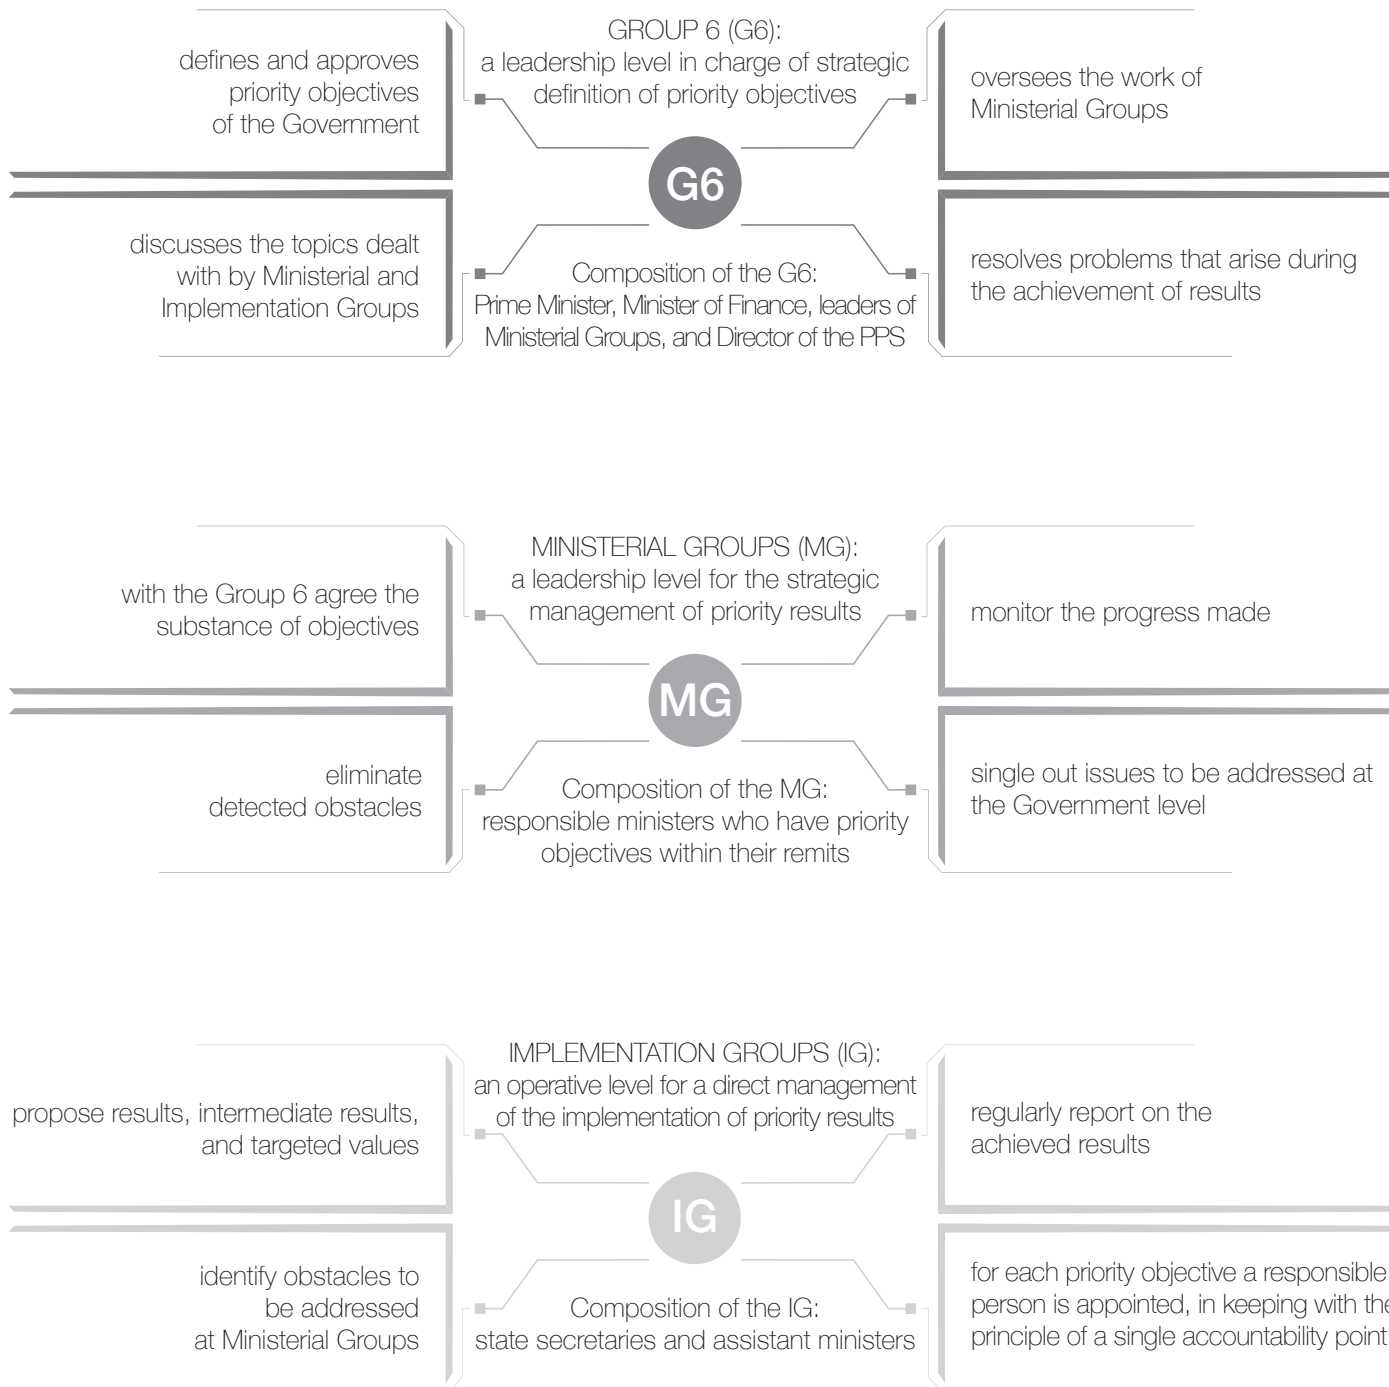 GROUP 6 (G6):
a leadership level in charge of strategic
definition of priority objectives
defines and approves
priority objectives
of the Government
oversees the work of
Ministerial Groups
G6
discusses the topics dealt
with by Ministerial and
Implementation Groups
Composition of the G6:
Prime Minister, Minister of Finance, leaders of
Ministerial Groups, and Director of the PPS
resolves problems that arise during
the achievement of results
MINISTERIAL GROUPS (MG):
a leadership level for the strategic
management of priority results
with the Group 6 agree the
substance of objectives
monitor the progress made
MG
eliminate
detected obstacles
Composition of the MG:
responsible ministers who have priority
objectives within their remits
single out issues to be addressed at
the Government level
IMPLEMENTATION GROUPS (IG):
an operative level for a direct management
of the implementation of priority results
propose results, intermediate results,
and targeted values
regularly report on the
achieved results
IG
identify obstacles to
be addressed
at Ministerial Groups
Composition of the IG:
state secretaries and assistant ministers
for each priority objective a responsible
person is appointed, in keeping with the
principle of a single accountability point